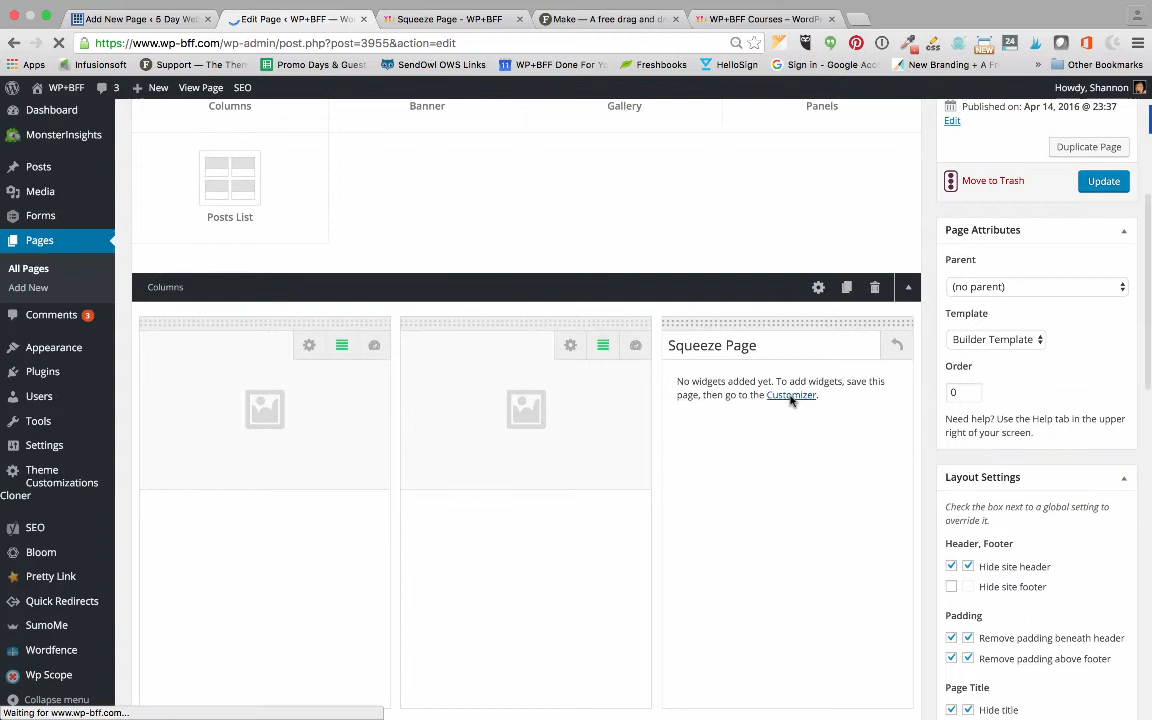 Add New Page ‹ 5 Day Wel
Edit Page ‹ WP+BFF — Wo
Squeeze Page - WP+BFF
Make — A free drag and dr
WP+BFF Courses – WordPr
https://www.wp-bff.com/wp-admin/post.php?post=3955&action=edit
Apps
Infusionsoft
Support — The Them
Promo Days & Guest
SendOwl OWS Links
WP+BFF Done For Yo
Freshbooks
HelloSign
Sign in - Google Acco
New Branding + A Fr
»
Other Bookmarks
WP+BFF
3
New
View Page
SEO
Howdy, Shannon
Dashboard
MonsterInsights
Posts
Media
Forms
Pages
All Pages
Add New
Comments 3
Appearance
Plugins
Users
Tools
Settings
Theme
Customizations
Cloner
SEO
Bloom
Pretty Link
Quick Redirects
SumoMe
Wordfence
Wp Scope
Collapse menu
Waiting for www.wp-bff.com...
Columns
Banner
Gallery
Panels
Posts List
Columns
Squeeze Page
No widgets added yet. To add widgets, save this
page, then go to the Customizer.
Published on: Apr 14, 2016 @ 23:37
Edit
Duplicate Page
Move to Trash
Update
Page Attributes
Parent
(no parent)
Template
Builder Template
Order
0
Need help? Use the Help tab in the upper
right of your screen.
Layout Settings
Check the box next to a global setting to
override it.
Header, Footer
Hide site header
Hide site footer
Padding
Remove padding beneath header
Remove padding above footer
Page Title
Hide title